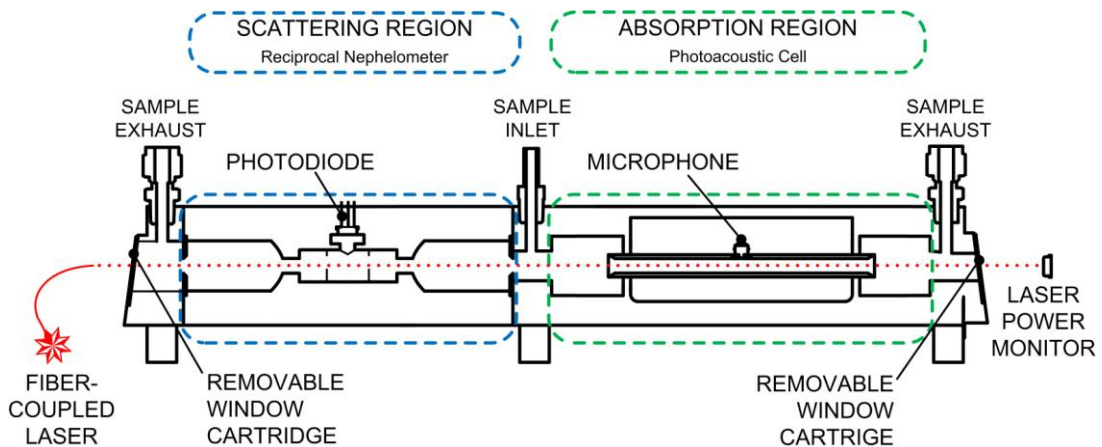 SCATTERING REGION
Reciprocal Nephelometer
ABSORPTION REGION
Photoacoustic Cell
SAMPLE
EXHAUST
SAMPLE
INLET
SAMPLE
EXHAUST
PHOTODIODE
MICROPHONE
FIBER-
COUPLED
LASER
REMOVABLE
WINDOW
CARTRIDGE
REMOVABLE
WINDOW
CARTRIGE
LASER
POWER
MONITOR